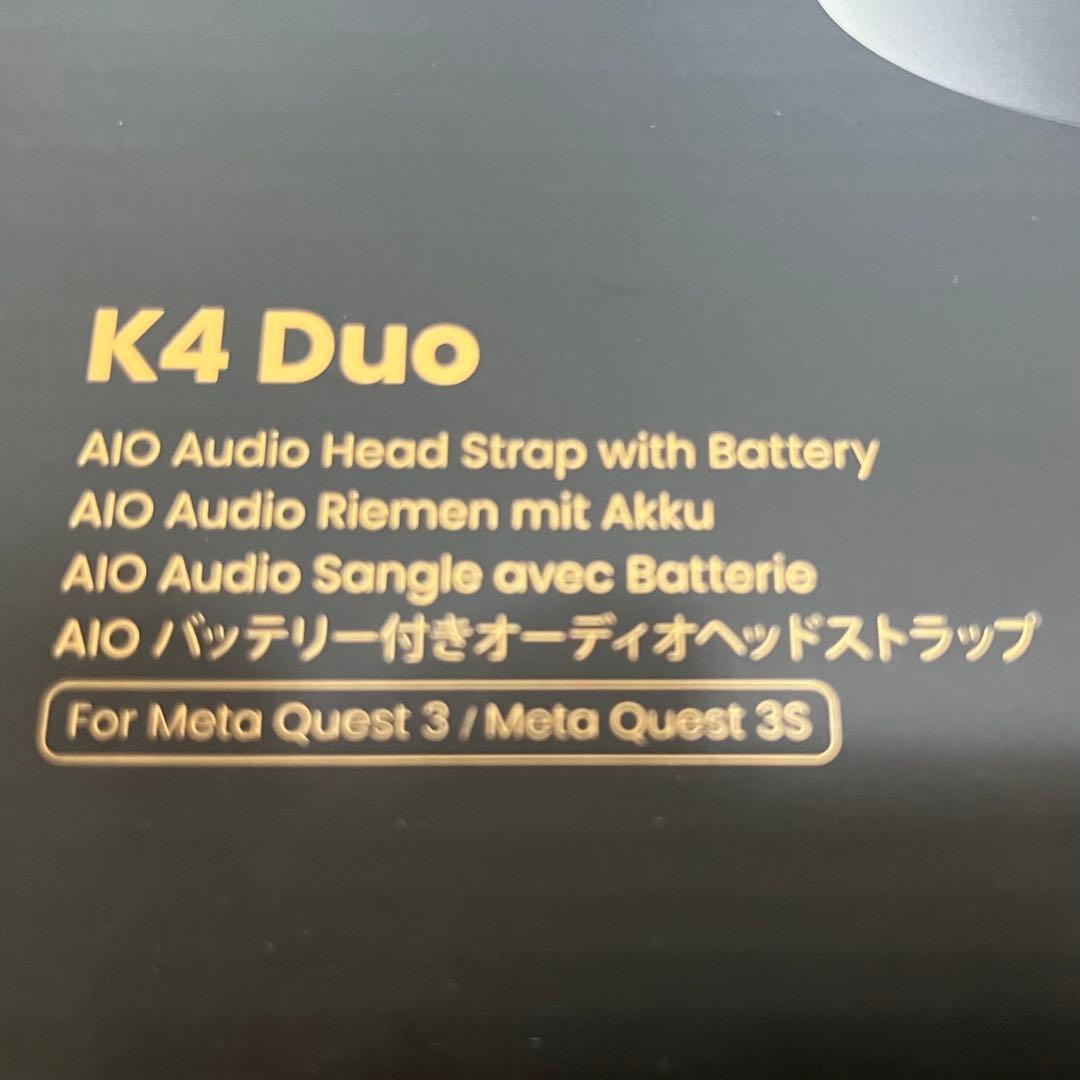 K4 Duo
AIO Audio Head Strap with Battery
AIO Audio Riemen mit Akku
AIO Audio Sangle avec Batterie
AIO バッテリー付きオーディオヘッドストラップ
For Meta Quest 3 / Meta Quest 3S